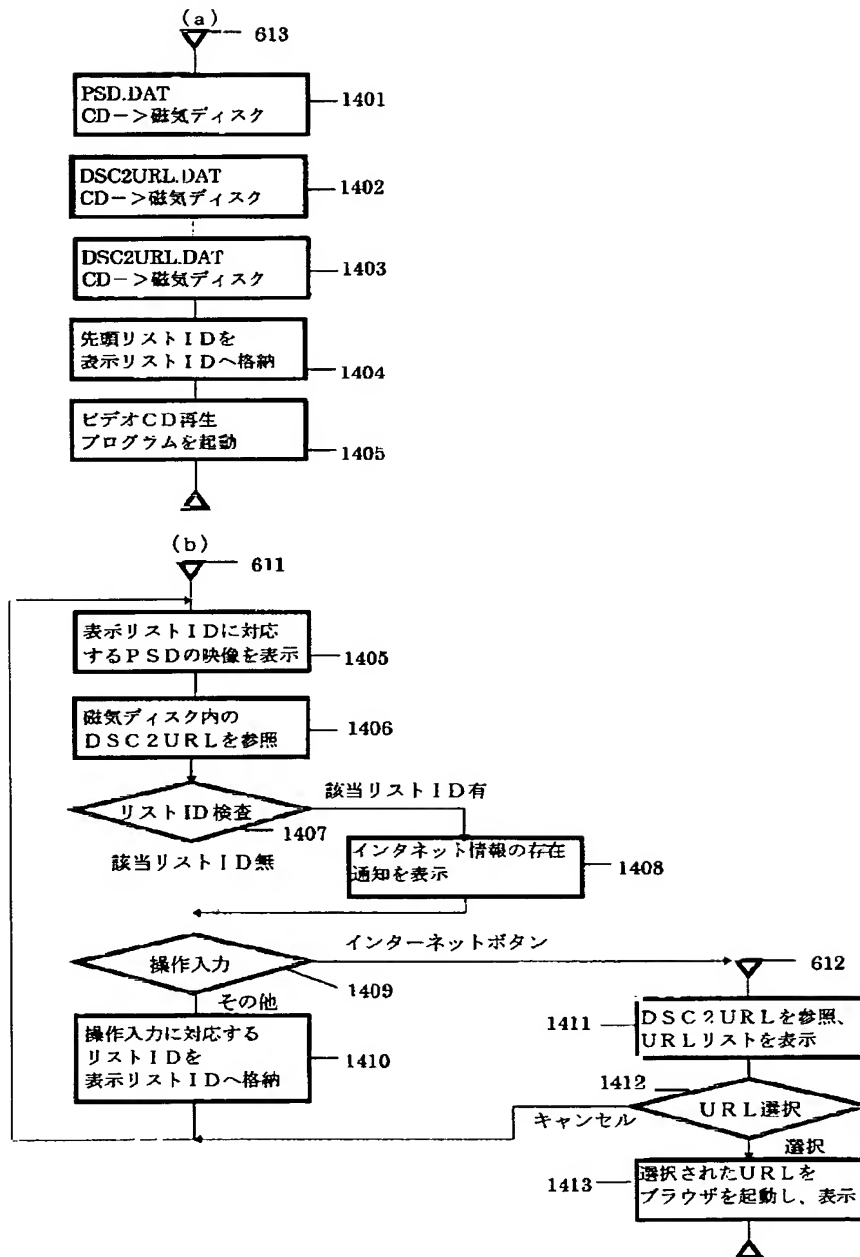 (a)
613
PSD.DAT
CD->磁気ディスク
1401
DSC2URL.DAT
CD->磁気ディスク
1402
DSC2URL.DAT
CD->磁気ディスク
1403
先頭リストIDを
表示リストIDへ格納
1404
ビデオCD再生
プログラムを起動
1405
(b)
611
表示リストIDに対応
するPSDの映像を表示
1405
磁気ディスク内の
DSC2URLを参照
1406
リストID検査
1407
該当リストID有
該当リストID無
インタネット情報の存在
通知を表示
1408
操作入力
1409
インターネットボタン
その他
612
操作入力に対応する
リストIDを
表示リストIDへ格納
1410
1411
DSC2URLを参照、
URLリストを表示
1412
URL選択
キャンセル
選択
1413
選択されたURLを
ブラウザを起動し、表示